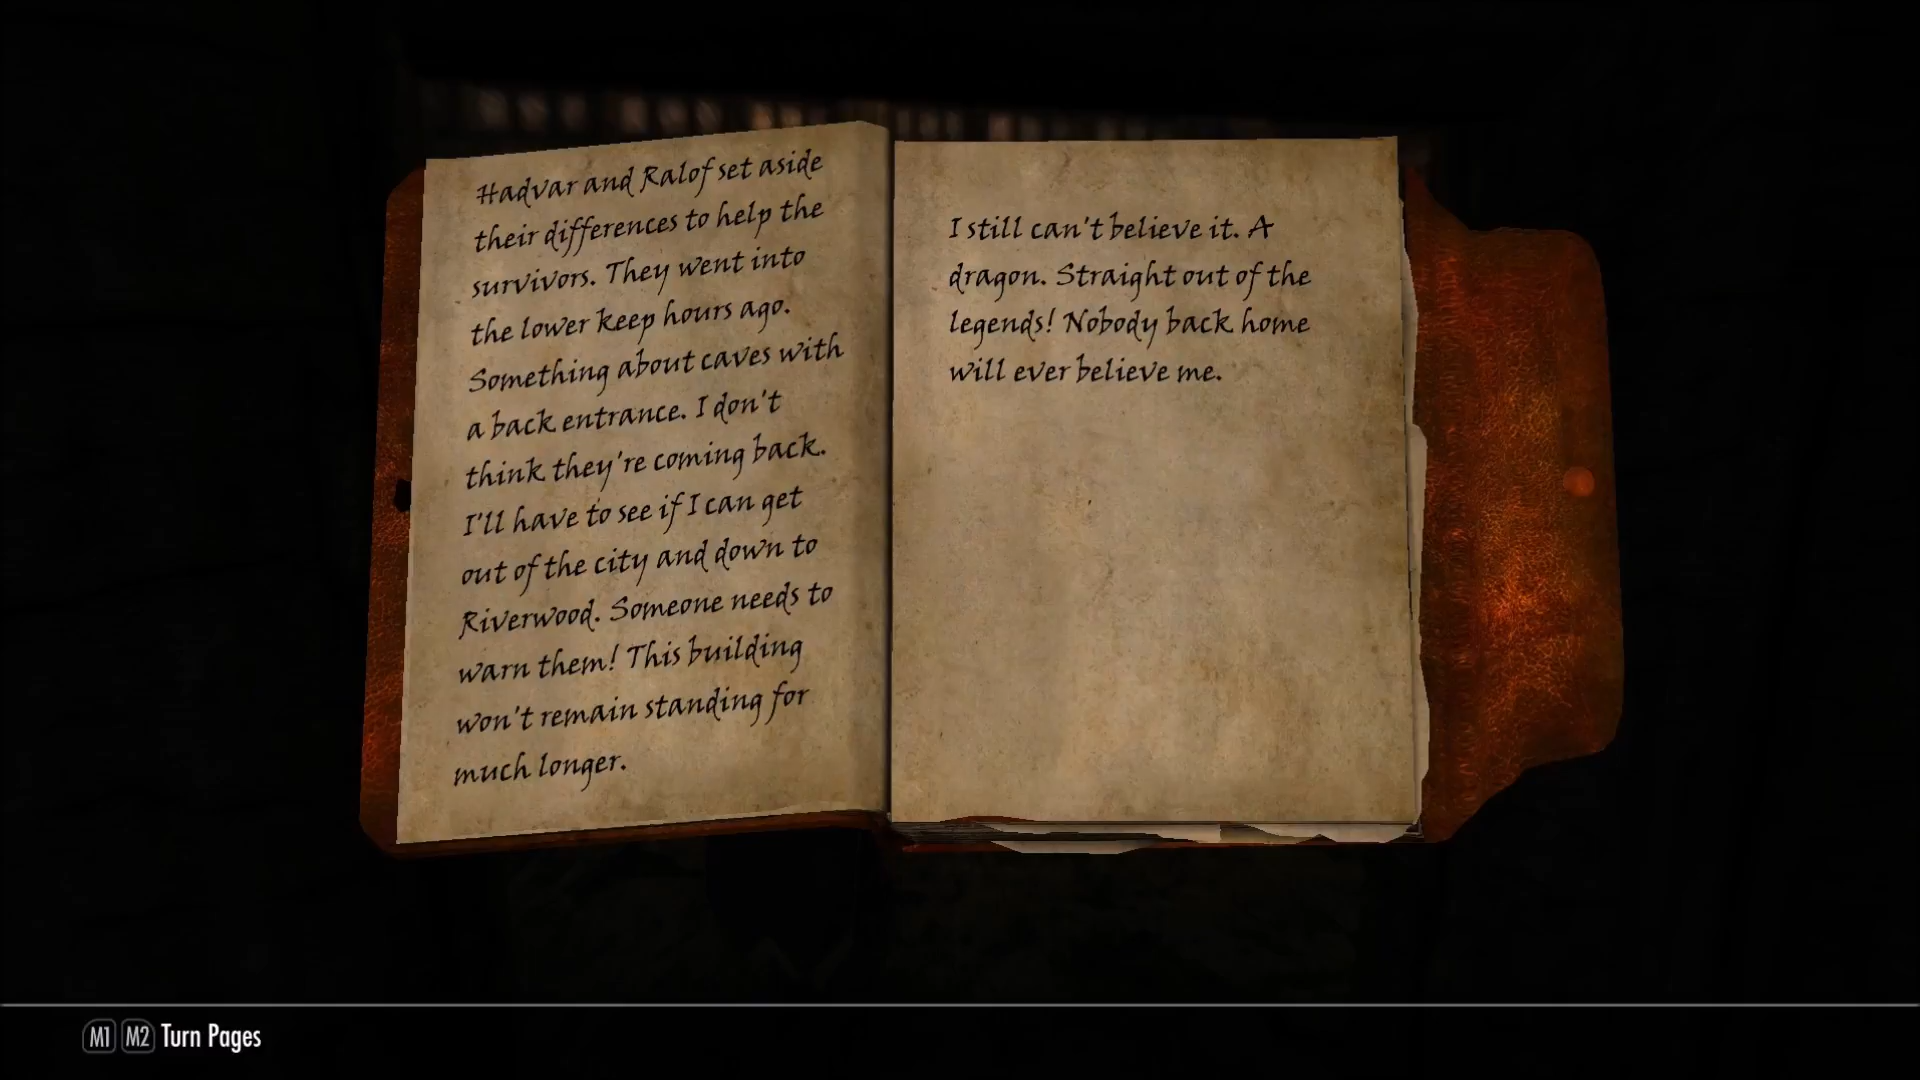 Hadvar and Ralof set aside
their differences to help the
survivors. They went into
the lower keep hours ago.
Something about caves with
a back entrance. I don't
think they're coming back.
I'll have to see if I can get
out of the city and down to
Riverwood. Someone needs to
warn them! This building
won't remain standing for
much longer.
I still can't believe it. A
dragon. Straight out of the
legends! Nobody back home
will ever believe me.
M1 M2 Turn Pages